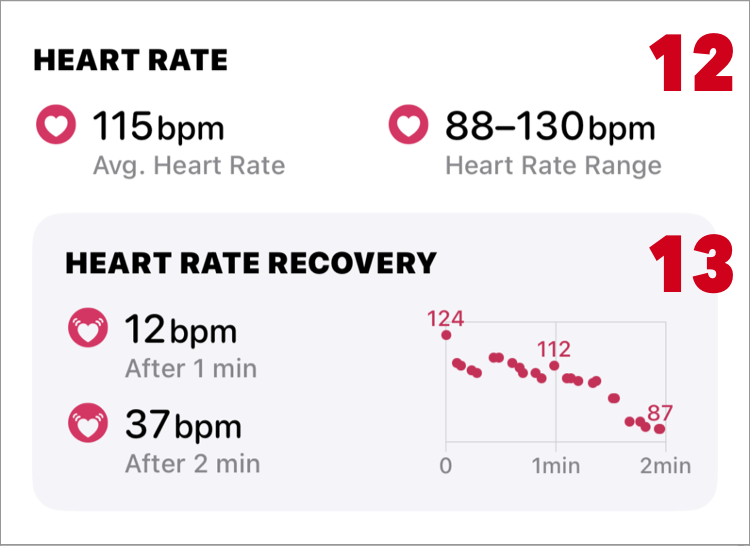 HEART RATE 12
115bpm 88–130bpm
Avg. Heart Rate Heart Rate Range
HEART RATE RECOVERY 13
12bpm
After 1 min
37bpm
After 2 min
124
112
87
0 1min 2min